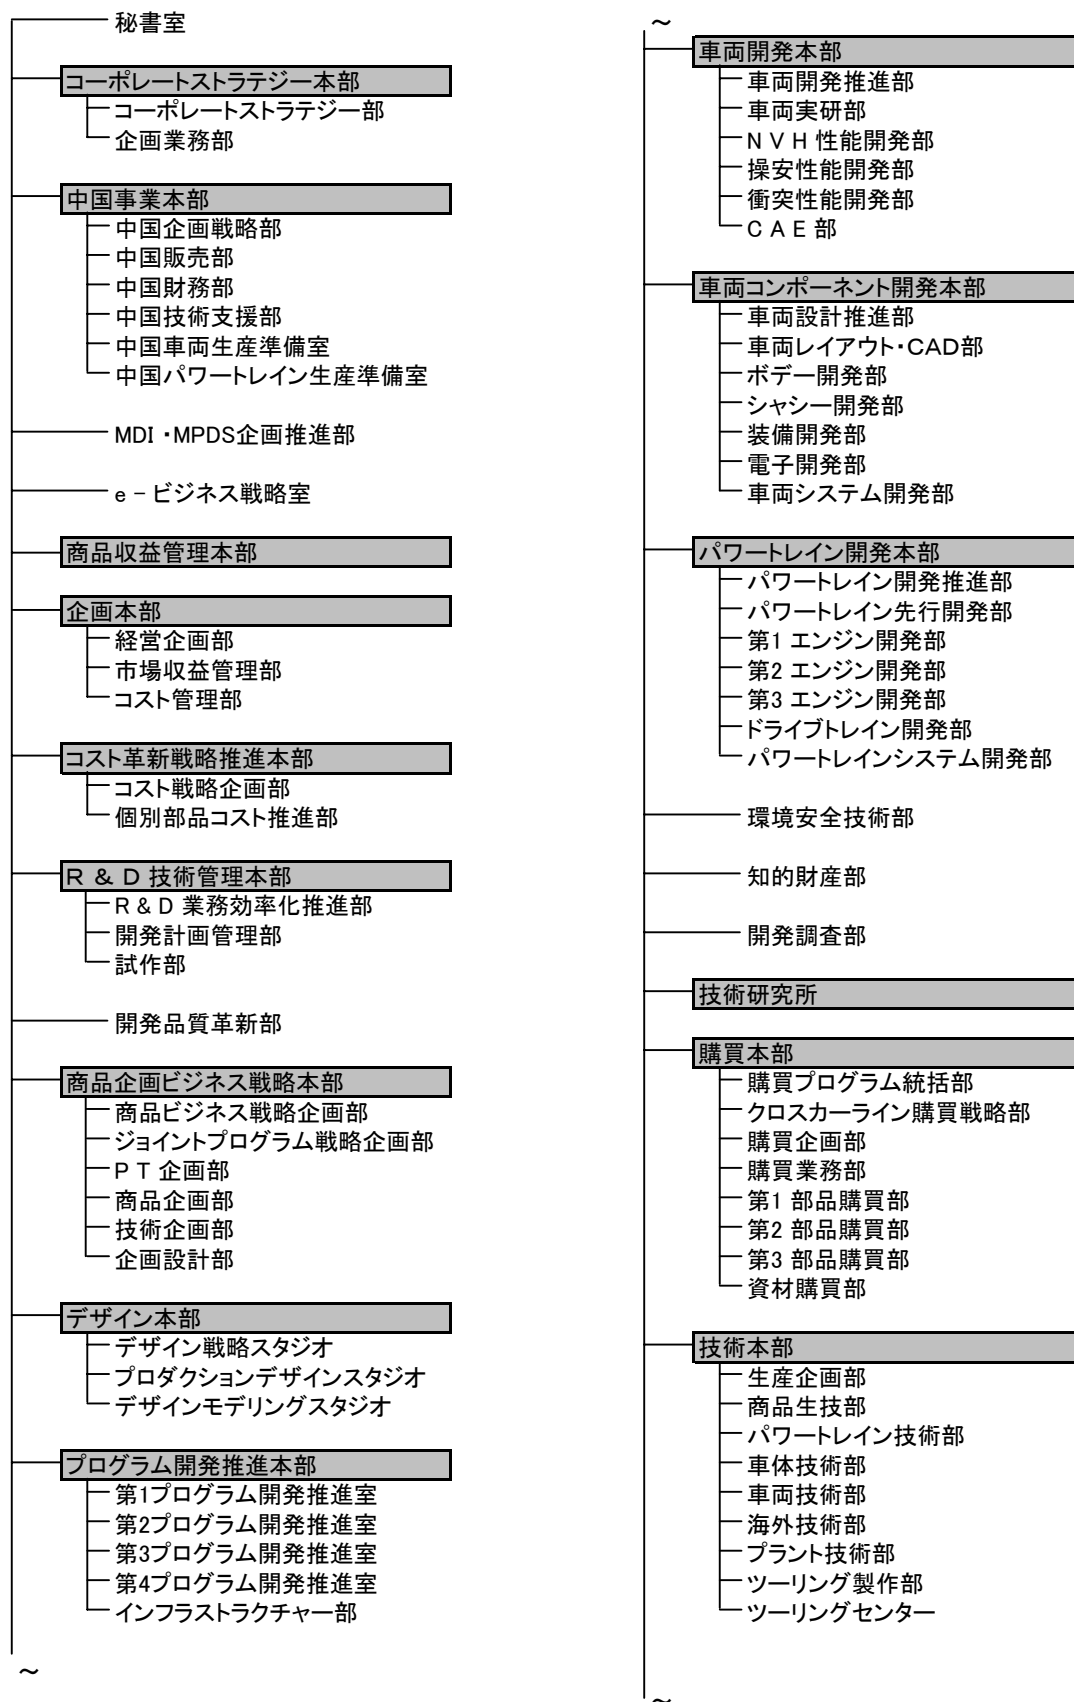 秘書室
コーポレートストラテジー本部
コーポレートストラテジー部
企画業務部
中国事業本部
中国企画戦略部
中国販売部
中国財務部
中国技術支援部
中国車両生産準備室
中国パワートレイン生産準備室
MDI・MPDS企画推進部
e－ビジネス戦略室
商品収益管理本部
企画本部
経営企画部
市場収益管理部
コスト管理部
コスト革新戦略推進本部
コスト戦略企画部
個別部品コスト推進部
R & D 技術管理本部
R & D 業務効率化推進部
開発計画管理部
試作部
開発品質革新部
商品企画ビジネス戦略本部
商品ビジネス戦略企画部
ジョイントプログラム戦略企画部
P T 企画部
商品企画部
技術企画部
企画設計部
デザイン本部
デザイン戦略スタジオ
プロダクションデザインスタジオ
デザインモデリングスタジオ
プログラム開発推進本部
第1プログラム開発推進室
第2プログラム開発推進室
第3プログラム開発推進室
第4プログラム開発推進室
インフラストラクチャー部
～
～
車両開発本部
車両開発推進部
車両実研部
N V H 性能開発部
操安性能開発部
衝突性能開発部
C A E 部
車両コンポーネント開発本部
車両設計推進部
車両レイアウト・CAD部
ボデー開発部
シャシー開発部
装備開発部
電子開発部
車両システム開発部
パワートレイン開発本部
パワートレイン開発推進部
パワートレイン先行開発部
第1 エンジン開発部
第2 エンジン開発部
第3 エンジン開発部
ドライブトレイン開発部
パワートレインシステム開発部
環境安全技術部
知的財産部
開発調査部
技術研究所
購買本部
購買プログラム統括部
クロスカーライン購買戦略部
購買企画部
購買業務部
第1 部品購買部
第2 部品購買部
第3 部品購買部
資材購買部
技術本部
生産企画部
商品生技部
パワートレイン技術部
車体技術部
車両技術部
海外技術部
プラント技術部
ツーリング製作部
ツーリングセンター
～